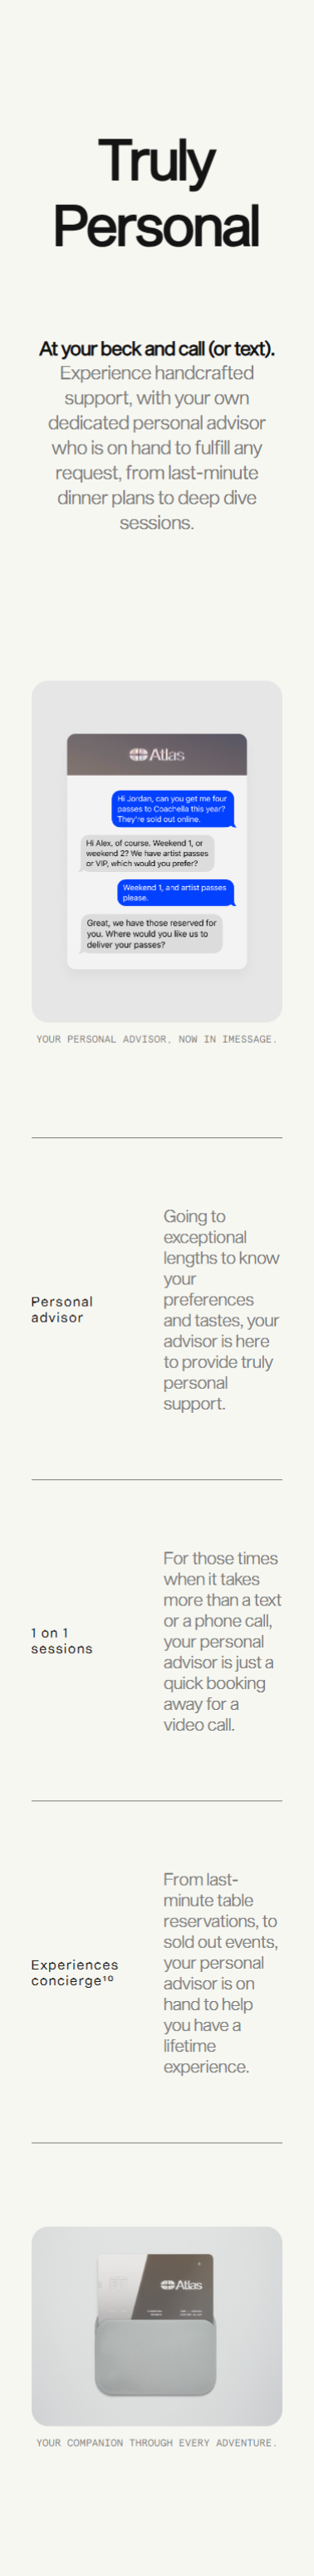 Truly
Personal
At your beck and call (or text).
Experience handcrafted
support, with your own
dedicated personal advisor
who is on hand to fulfill any
request, from last-minute
dinner plans to deep dive
sessions.
Atlas
Hi Jordan, can you get me four
passes to Coachella this year?
They're sold out online.
Hi Alex, of course. Weekend 1, or
weekend 2? We have artist passes
or VIP, which would you prefer?
Weekend 1, and artist passes
please.
Great, we have those reserved for
you. Where would you like us to
deliver your passes?
YOUR PERSONAL ADVISOR, NOW IN IMESSAGE.
Personal
advisor
Going to
exceptional
lengths to know
your
preferences
and tastes, your
advisor is here
to provide truly
personal
support.
1 on 1
sessions
For those times
when it takes
more than a text
or a phone call,
your personal
advisor is just a
quick booking
away for a
video call.
Experiences
concierge¹⁰
From last-
minute table
reservations, to
sold out events,
your personal
advisor is on
hand to help
you have a
lifetime
experience.
Atlas
YOUR COMPANION THROUGH EVERY ADVENTURE.